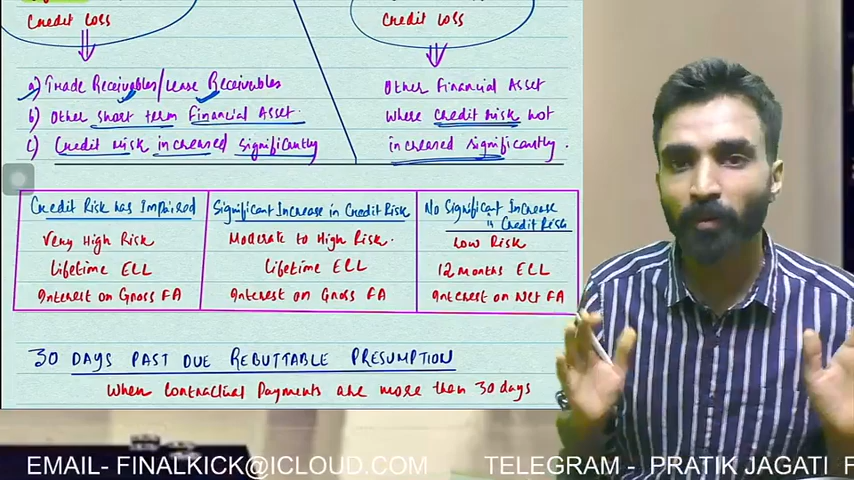 Credit loss
Credit loss
a) Trade Receivables/Lease Receivables
b) Other short term Financial Asset.
c) Credit risk increased significantly
Other Financial Asset
where credit risk not
increased significantly.
Credit Risk has Impaired
Very High Risk
Lifetime ECL
Interest on Gross FA
Significant Increase in Credit Risk
Moderate to High Risk.
Lifetime ECL
Interest on Gross FA
No Significant Increase
in Credit Risk
Low Risk
12 months ECL
Interest on Net FA
30 DAYS PAST DUE REBUTTABLE PRESUMPTION
When Contractual Payments are more than 30 days
EMAIL- FINALKICK@ICLOUD.COM TELEGRAM - PRATIK JAGATI F